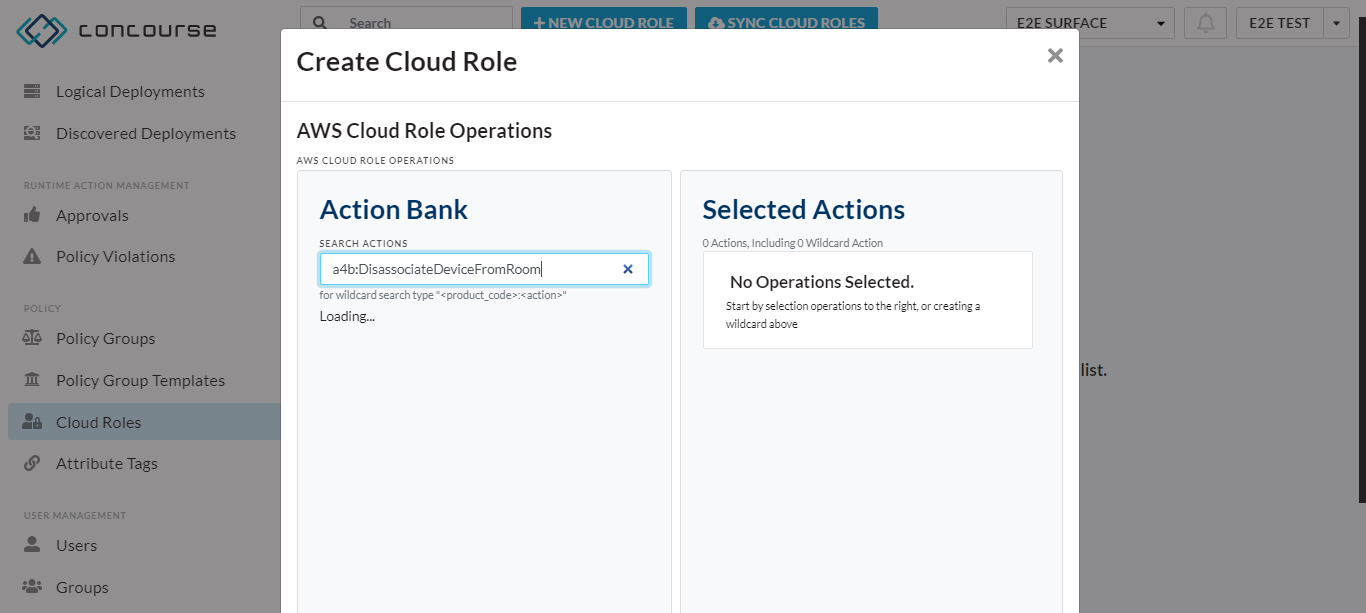 concourse
Search
+ NEW CLOUD ROLE
SYNC CLOUD ROLES
E2E SURFACE
E2E TEST
Logical Deployments
Discovered Deployments
RUNTIME ACTION MANAGEMENT
Approvals
Policy Violations
POLICY
Policy Groups
Policy Group Templates
Cloud Roles
Attribute Tags
USER MANAGEMENT
Users
Groups
Create Cloud Role
AWS Cloud Role Operations
AWS CLOUD ROLE OPERATIONS
Action Bank
SEARCH ACTIONS
a4b:DisassociateDeviceFromRoom
for wildcard search type "<product_code>:<action>"
Loading...
Selected Actions
0 Actions, Including 0 Wildcard Action
No Operations Selected.
Start by selection operations to the right, or creating a
wildcard above
list.